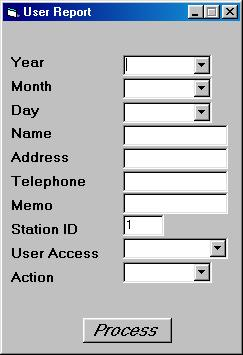 User Report
Year
Month
Day
Name
Address
Telephone
Memo
Station ID 1
User Access
Action
Process